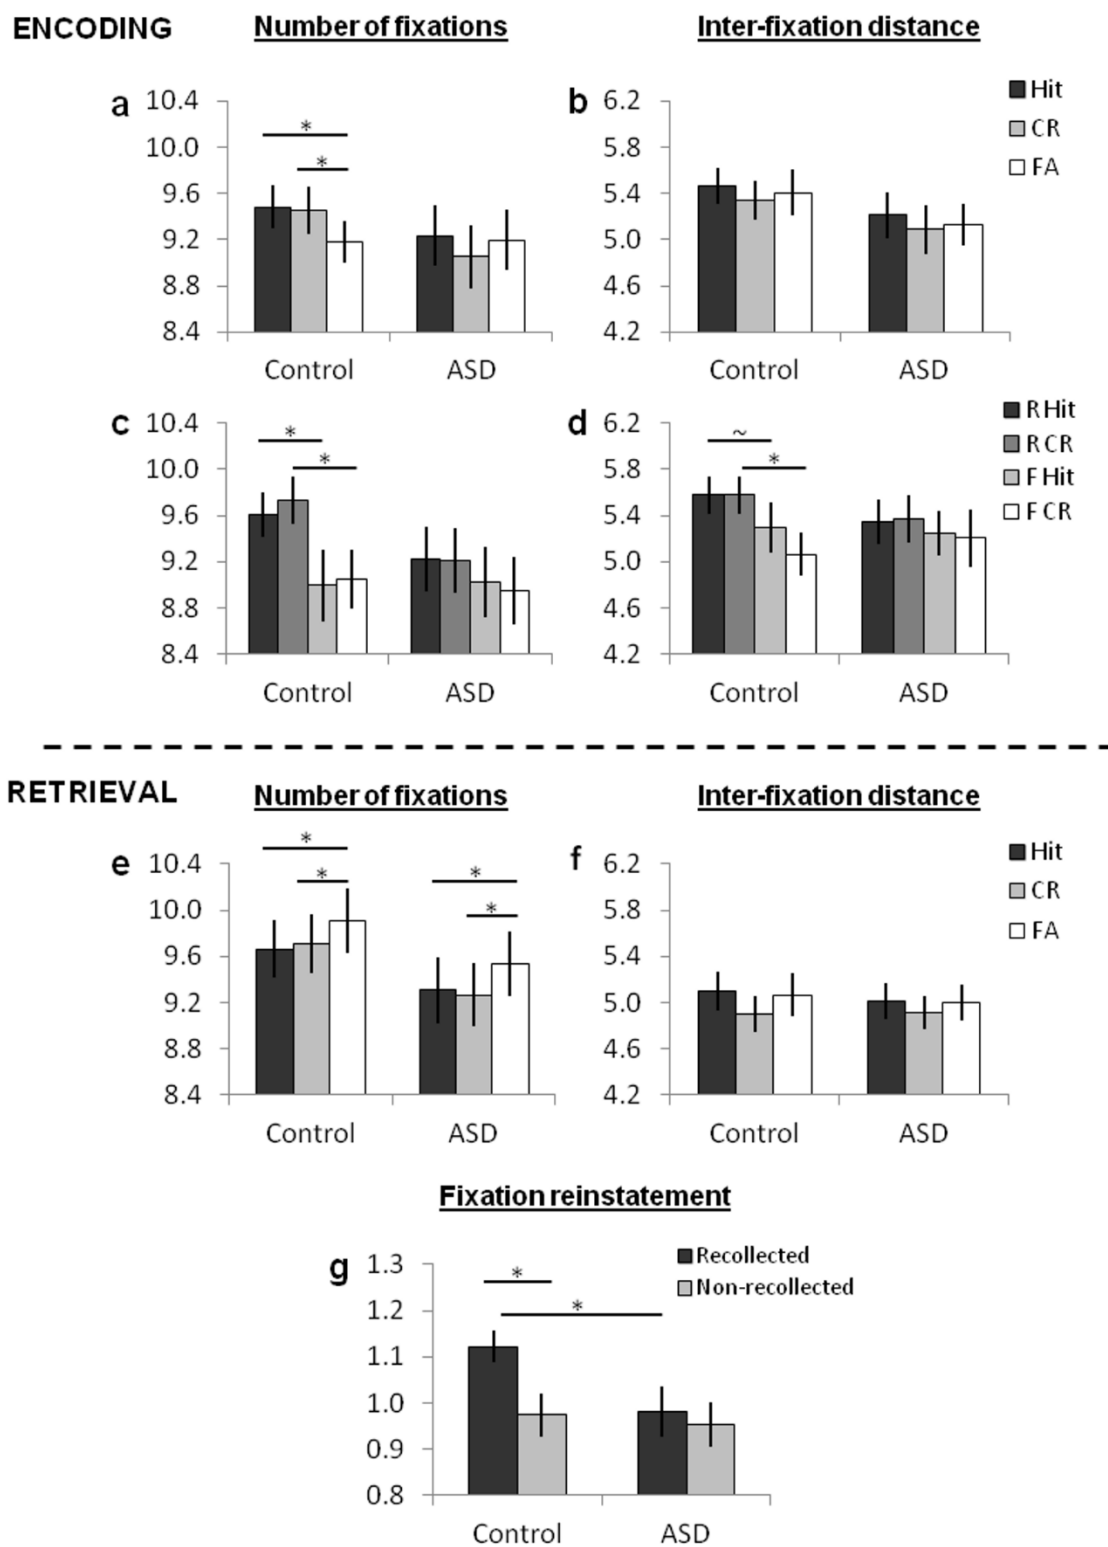 ENCODING
Number of fixations
Inter-fixation distance
a
10.4
10.0
9.6
9.2
8.8
8.4
*
*
Control
ASD
b
6.2
5.8
5.4
5.0
4.6
4.2
Control
ASD
Hit
CR
FA
c
10.4
10.0
9.6
9.2
8.8
8.4
*
*
Control
ASD
d
6.2
5.8
5.4
5.0
4.6
4.2
~
*
Control
ASD
R Hit
R CR
F Hit
F CR
RETRIEVAL
Number of fixations
Inter-fixation distance
e
10.4
10.0
9.6
9.2
8.8
8.4
*
*
*
*
Control
ASD
f
6.2
5.8
5.4
5.0
4.6
4.2
Control
ASD
Hit
CR
FA
Fixation reinstatement
g
1.3
1.2
1.1
1.0
0.9
0.8
*
*
Control
ASD
Recollected
Non-recollected